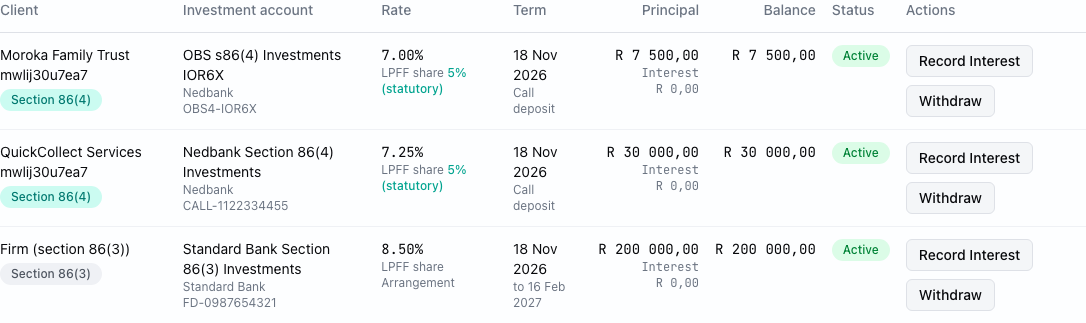 Client Investment account Rate Term Principal Balance Status Actions
Moroka Family Trust
mwlij30u7ea7
Section 86(4)
OBS s86(4) Investments
IOR6X
Nedbank
OBS4-IOR6X
7.00%
LPFF share 5%
(statutory)
18 Nov
2026
Call
deposit
R 7 500,00
Interest
R 0,00
R 7 500,00
Active
Record Interest
Withdraw
QuickCollect Services
mwlij30u7ea7
Section 86(4)
Nedbank Section 86(4)
Investments
Nedbank
CALL-1122334455
7.25%
LPFF share 5%
(statutory)
18 Nov
2026
Call
deposit
R 30 000,00
Interest
R 0,00
R 30 000,00
Active
Record Interest
Withdraw
Firm (section 86(3))
Section 86(3)
Standard Bank Section
86(3) Investments
Standard Bank
FD-0987654321
8.50%
LPFF share
Arrangement
18 Nov
2026
to 16 Feb
2027
R 200 000,00
Interest
R 0,00
R 200 000,00
Active
Record Interest
Withdraw